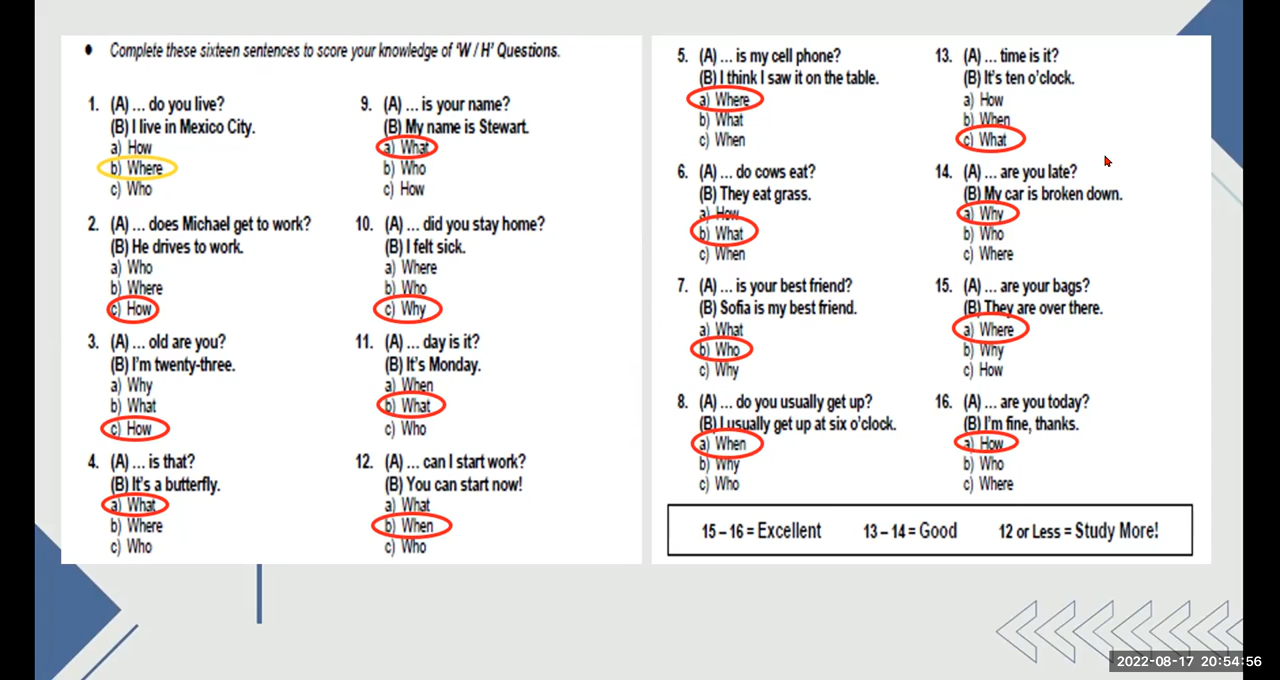 • Complete these sixteen sentences to score your knowledge of 'W / H' Questions.
1. (A) ... do you live?
(B) I live in Mexico City.
a) How
b) Where
c) Who
2. (A) ... does Michael get to work?
(B) He drives to work.
a) Who
b) Where
c) How
3. (A) ... old are you?
(B) I'm twenty-three.
a) Why
b) What
c) How
4. (A) ... is that?
(B) It's a butterfly.
a) What
b) Where
c) Who
9. (A) ... is your name?
(B) My name is Stewart.
a) What
b) Who
c) How
10. (A) ... did you stay home?
(B) I felt sick.
a) Where
b) Who
c) Why
11. (A) ... day is it?
(B) It's Monday.
a) When
b) What
c) Who
12. (A) ... can I start work?
(B) You can start now!
a) What
b) When
c) Who
5. (A) ... is my cell phone?
(B) I think I saw it on the table.
a) Where
b) What
c) When
6. (A) ... do cows eat?
(B) They eat grass.
a) How
b) What
c) When
7. (A) ... is your best friend?
(B) Sofia is my best friend.
a) What
b) Who
c) Why
8. (A) ... do you usually get up?
(B) I usually get up at six o'clock.
a) When
b) Why
c) Who
13. (A) ... time is it?
(B) It's ten o'clock.
a) How
b) When
c) What
14. (A) ... are you late?
(B) My car is broken down.
a) Why
b) Who
c) Where
15. (A) ... are your bags?
(B) They are over there.
a) Where
b) Why
c) How
16. (A) ... are you today?
(B) I'm fine, thanks.
a) How
b) Who
c) Where
15 – 16 = Excellent 13 – 14 = Good 12 or Less = Study More!
2022-08-17 20:54:56